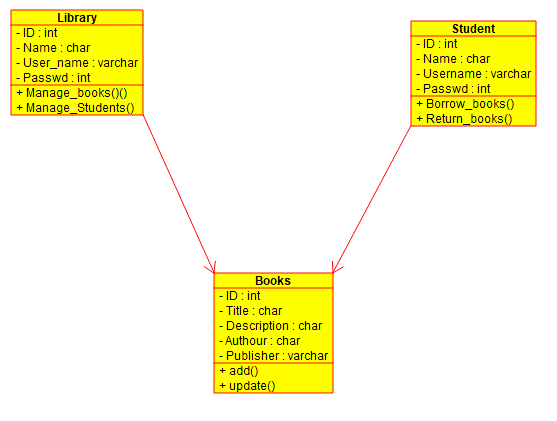 Library
- ID : int
- Name : char
- User_name : varchar
- Passwd : int
+ Manage_books()()
+ Manage_Students()
Student
- ID : int
- Name : char
- Username : varchar
- Passwd : int
+ Borrow_books()
+ Return_books()
Books
- ID : int
- Title : char
- Description : char
- Authour : char
- Publisher : varchar
+ add()
+ update()